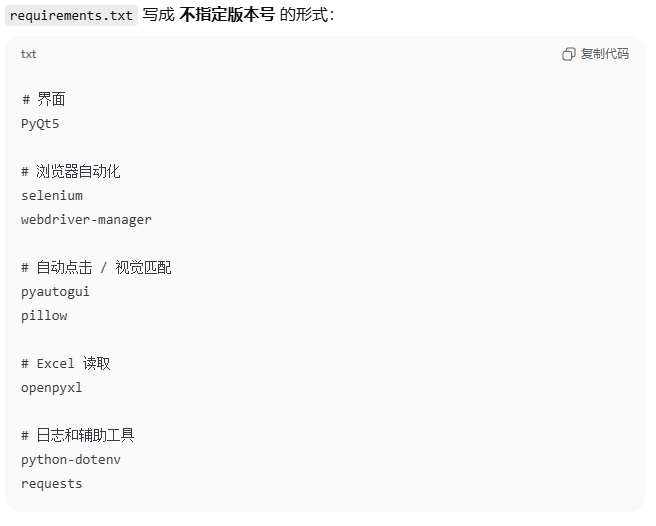 requirements.txt 写成 不指定版本号 的形式：
txt
复制代码
# 界面
PyQt5
# 浏览器自动化
selenium
webdriver-manager
# 自动点击 / 视觉匹配
pyautogui
pillow
# Excel 读取
openpyxl
# 日志和辅助工具
python-dotenv
requests